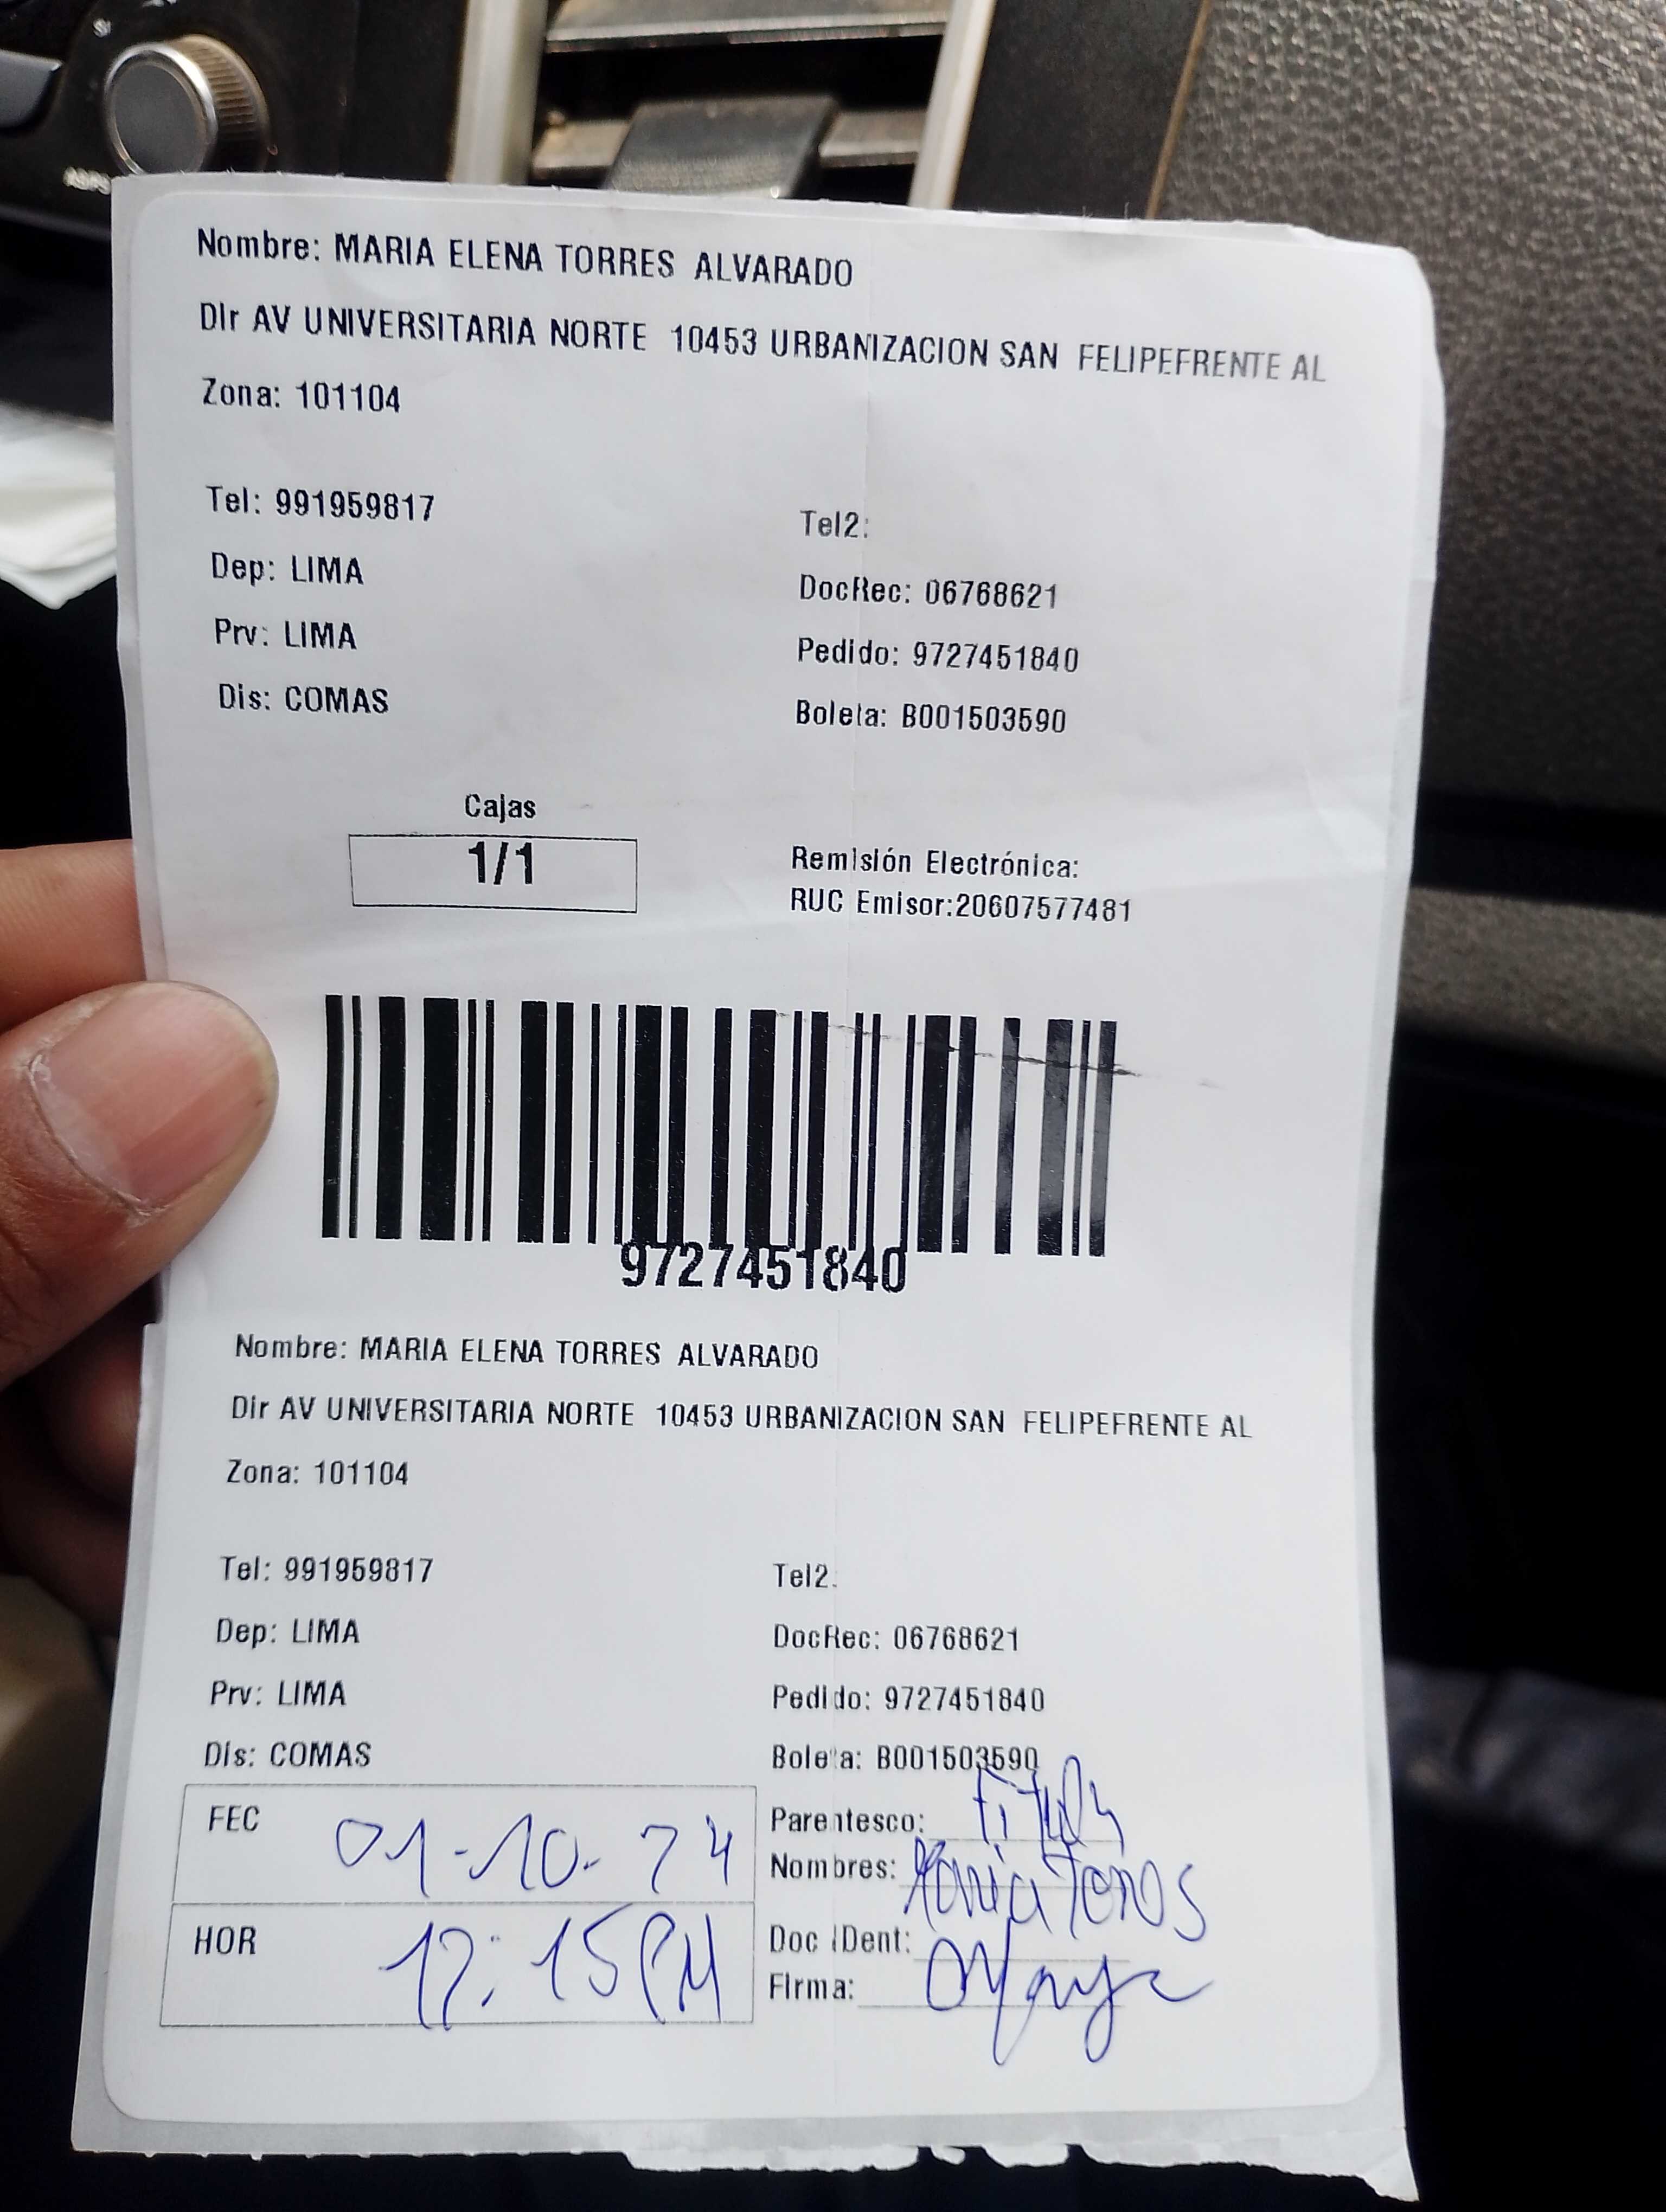 Nombre: MARIA ELENA TORRES ALVARADO
Dir AV UNIVERSITARIA NORTE 10453 URBANIZACION SAN FELIPEFRENTE AL
Zona: 101104
Tel: 991959817
Tel2:
Dep: LIMA
DocRec: 06768621
Prv: LIMA
Pedido: 9727451840
Dis: COMAS
Boleta: B001503590
Cajas
1/1
Remisión Electrónica:
RUC Emisor:20607577481
9727451840
Nombre: MARIA ELENA TORRES ALVARADO
Dir AV UNIVERSITARIA NORTE 10453 URBANIZACION SAN FELIPEFRENTE AL
Zona: 101104
Tel: 991959817
Tel2:
Dep: LIMA
DocRec: 06768621
Prv: LIMA
Pedido: 9727451840
Dis: COMAS
Boleta: B001503590
FEC 01-10-24
Parentesco:
Nombres: Torres
HOR 12:15 PM
Doc IDent:
Firma: